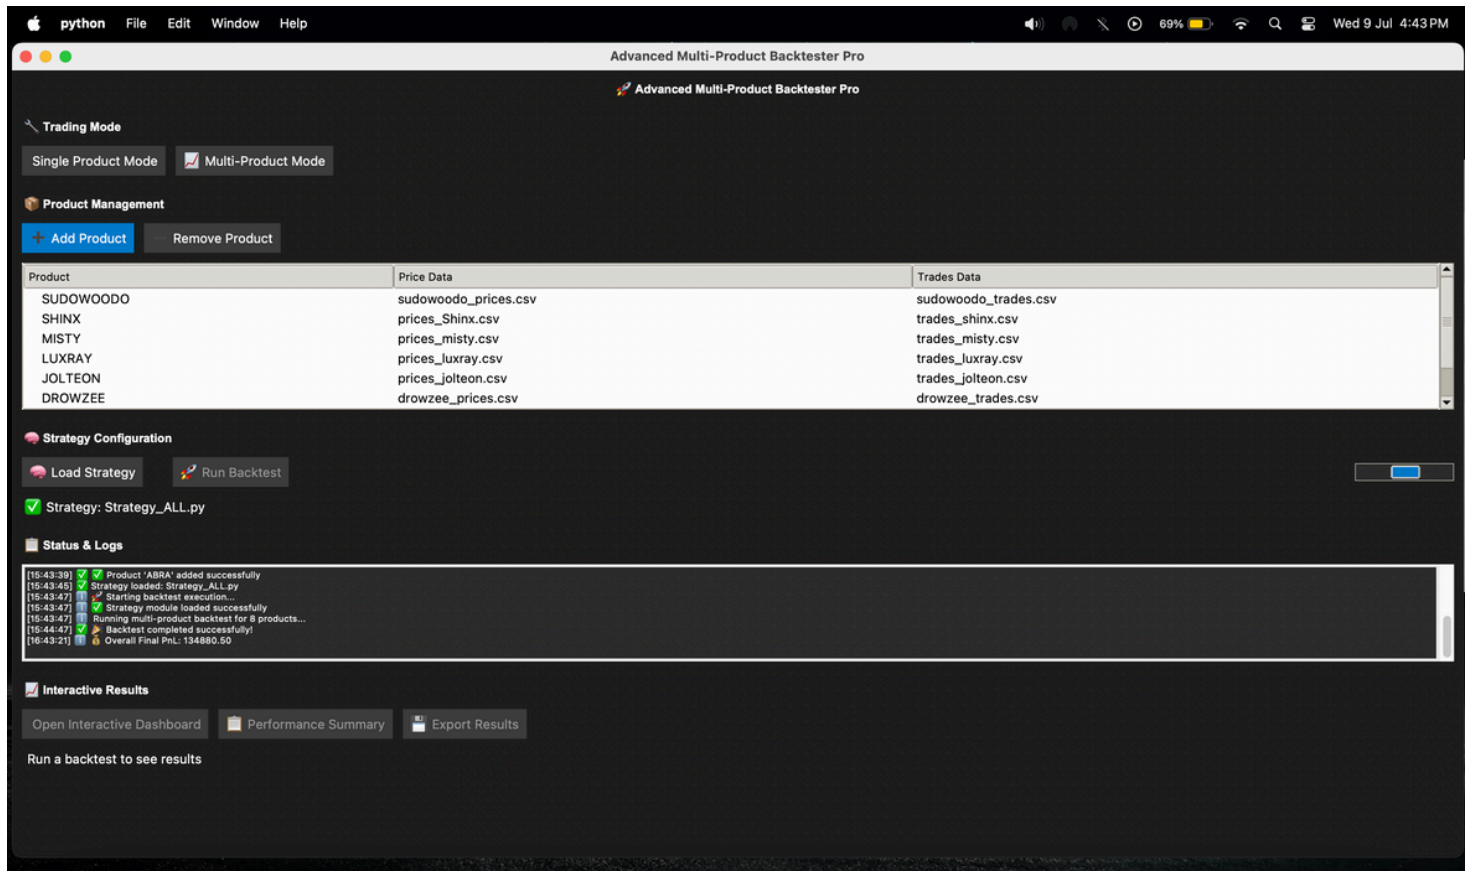 python File Edit Window Help 69% Wed 9 Jul 4:43 PM
Advanced Multi-Product Backtester Pro
🚀 Advanced Multi-Product Backtester Pro
🔧 Trading Mode
Single Product Mode 📈 Multi-Product Mode
📦 Product Management
➕ Add Product ➖ Remove Product
Product Price Data Trades Data
SUDOWOODO sudowoodo_prices.csv sudowoodo_trades.csv
SHINX prices_Shinx.csv trades_shinx.csv
MISTY prices_misty.csv trades_misty.csv
LUXRAY prices_luxray.csv trades_luxray.csv
JOLTEON prices_jolteon.csv trades_jolteon.csv
DROWZEE drowzee_prices.csv drowzee_trades.csv
🧠 Strategy Configuration
🧠 Load Strategy 🚀 Run Backtest
✅ Strategy: Strategy_ALL.py
📋 Status & Logs
[15:43:39] ✅ ✅ Product 'ABRA' added successfully
[15:43:45] ✅ Strategy loaded: Strategy_ALL.py
[15:43:47] ℹ️ 🚀 Starting backtest execution...
[15:43:47] ℹ️ ✅ Strategy module loaded successfully
[15:43:47] ℹ️ Running multi-product backtest for 8 products...
[15:44:47] ✅ 🎉 Backtest completed successfully!
[16:43:21] ℹ️ 💰 Overall Final PnL: 134880.50
📈 Interactive Results
Open Interactive Dashboard 📋 Performance Summary 💾 Export Results
Run a backtest to see results